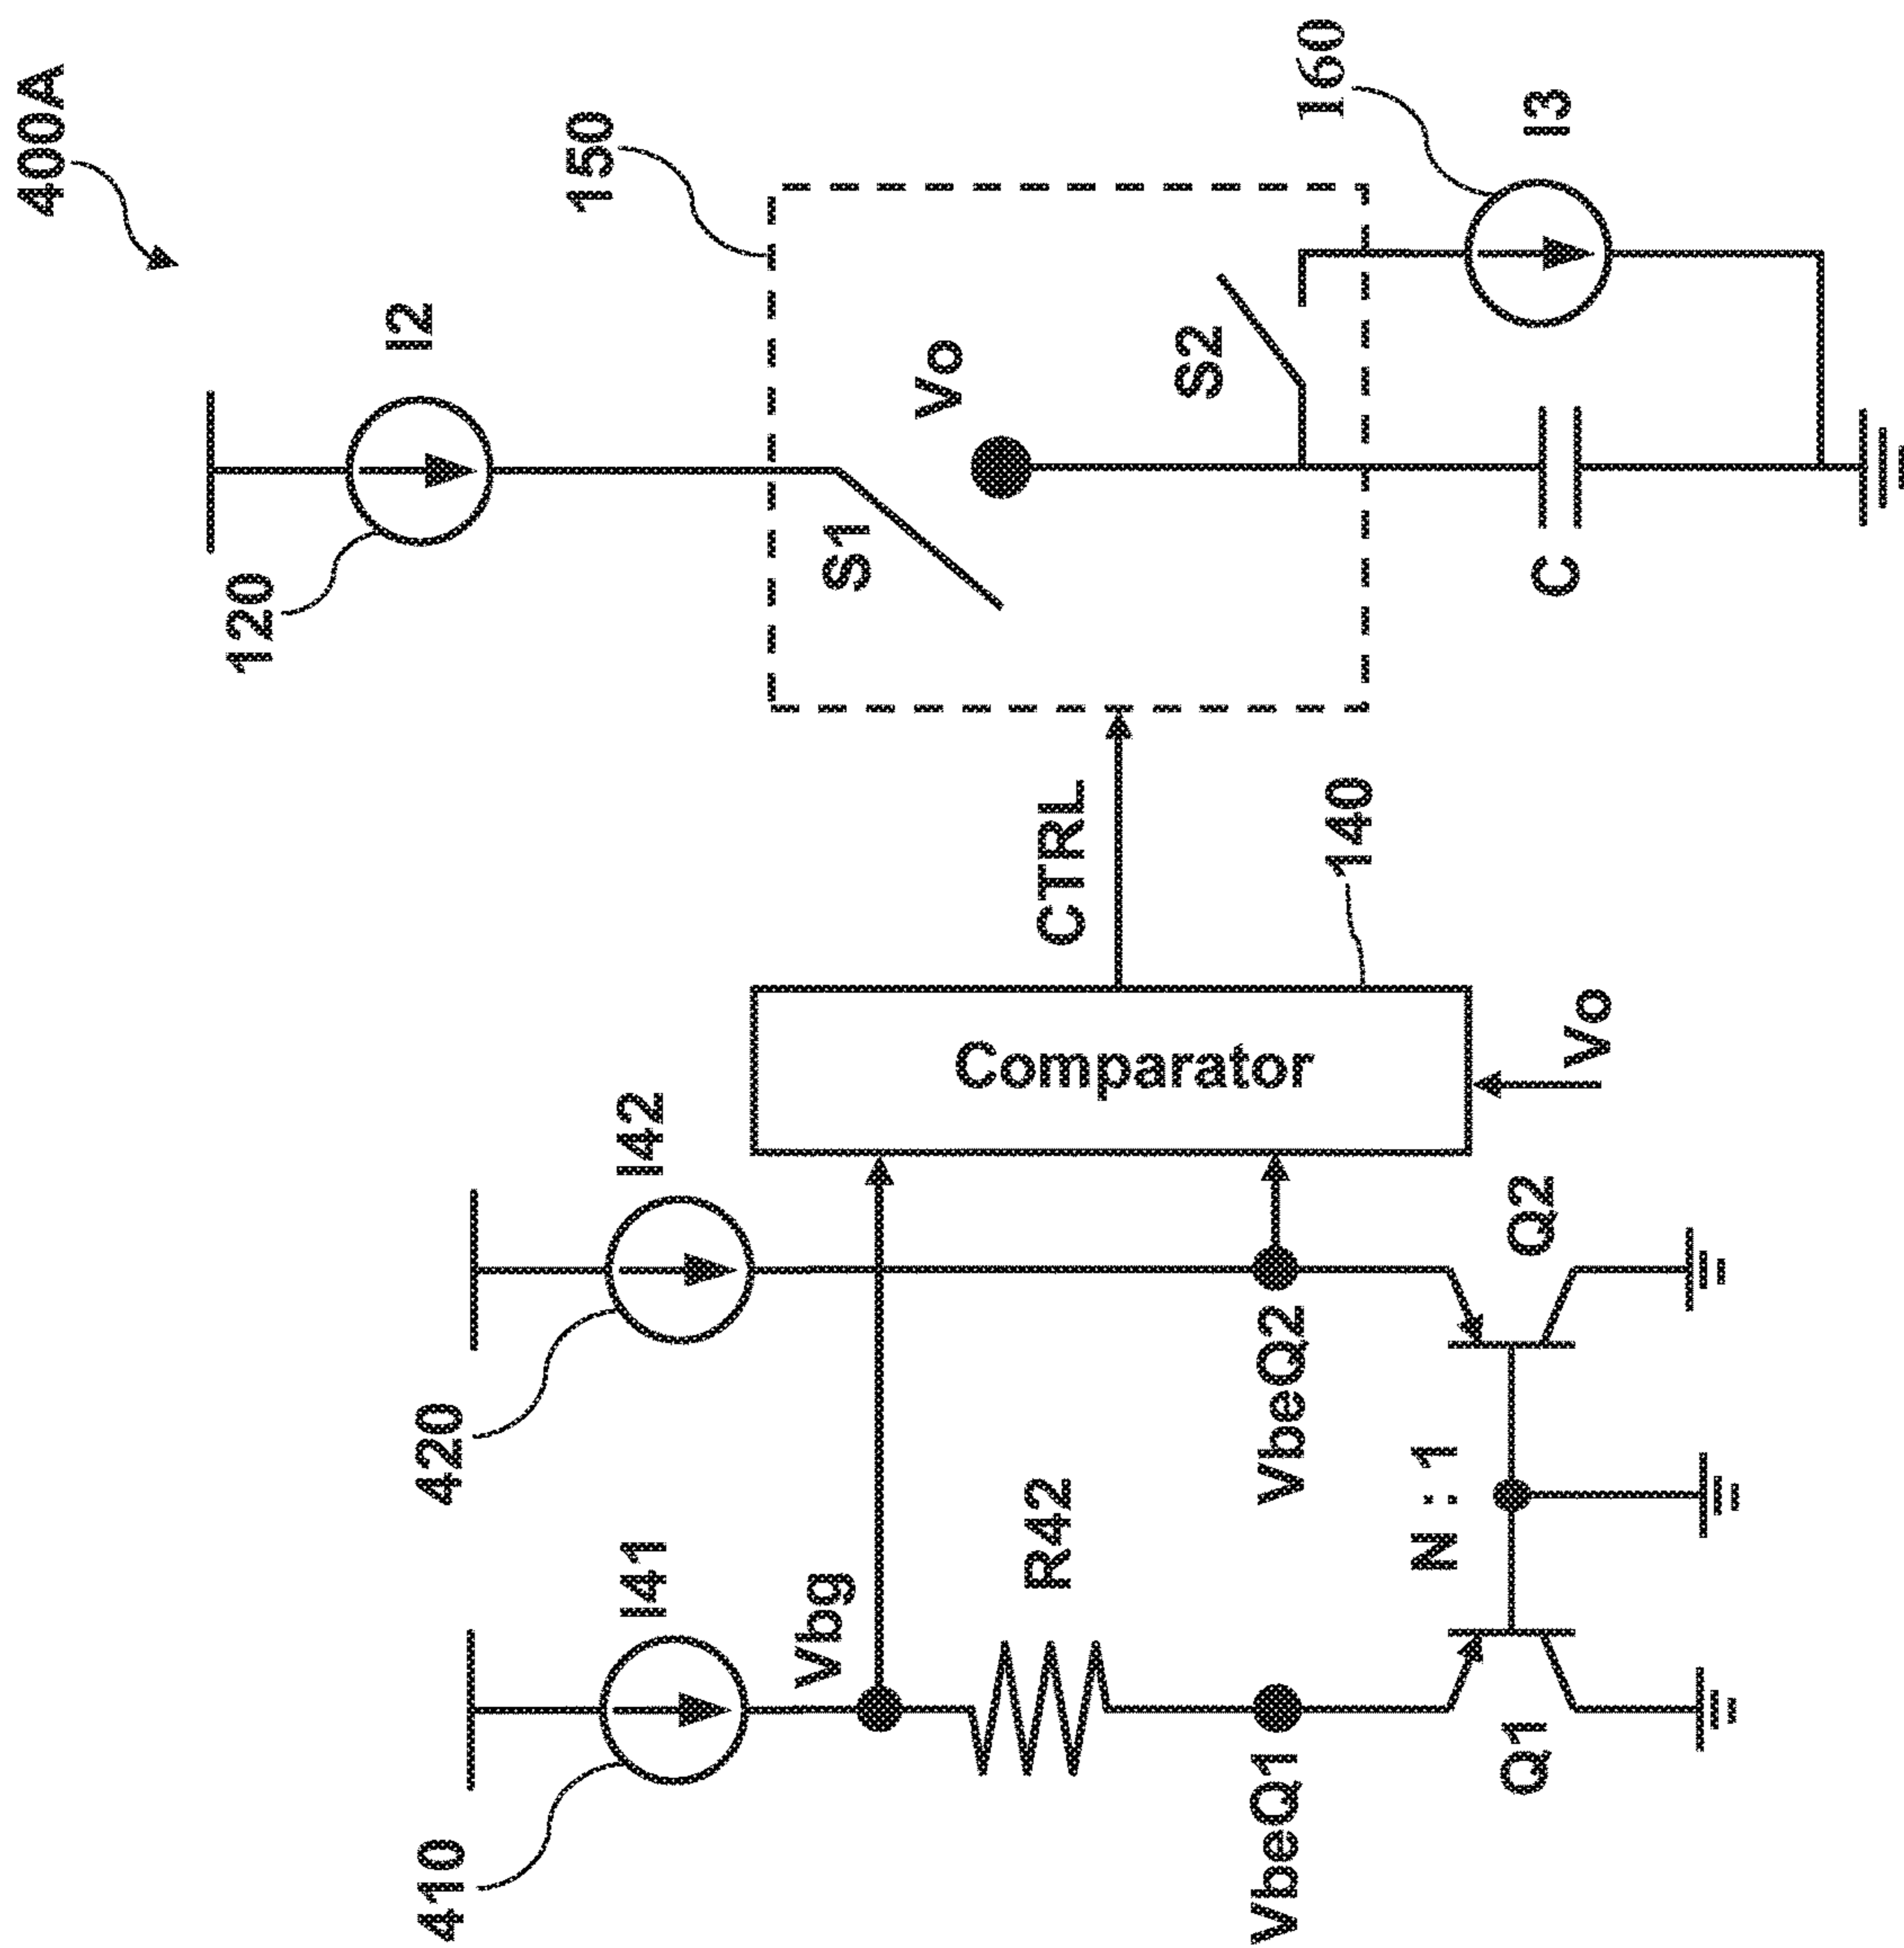 400A
120
I2
150
S1
Vo
S2
160
I3
C
CTRL
140
Comparator
Vo
420
I42
410
I41
Vbg
R42
VbeQ1
VbeQ2
N : 1
Q1
Q2